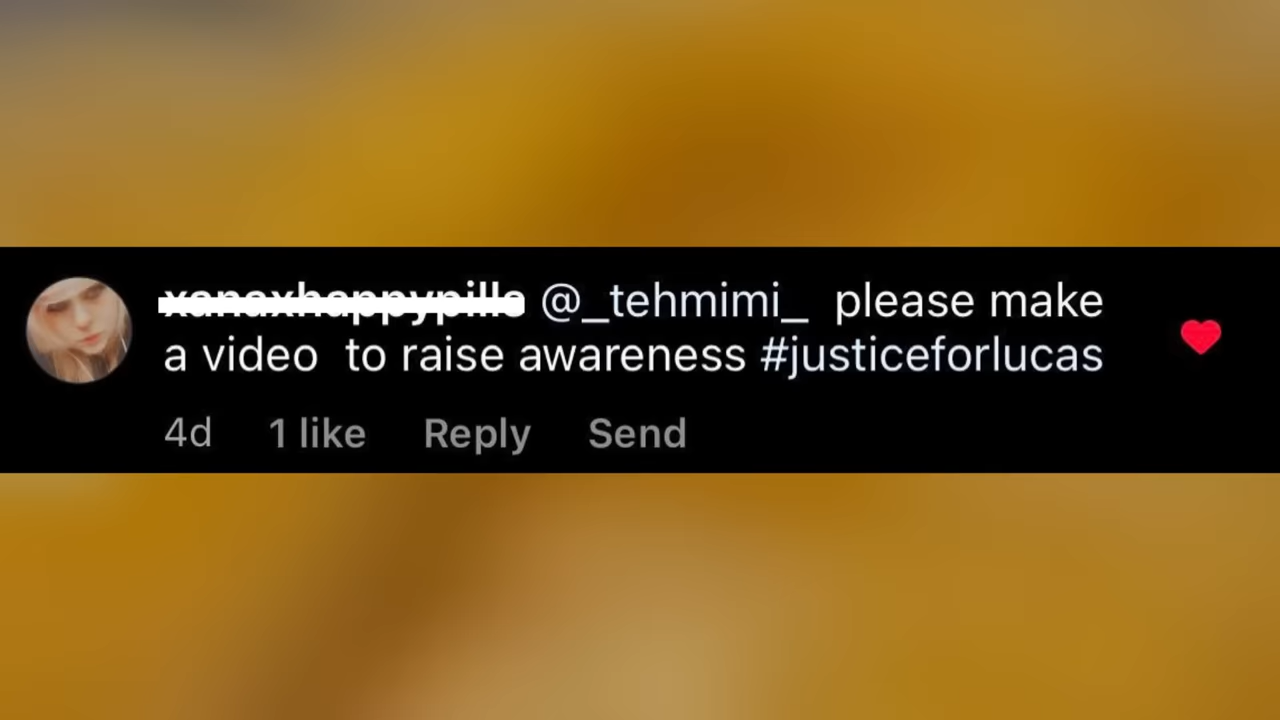 @_tehmimi_ please make
a video to raise awareness #justiceforlucas
4d 1 like Reply Send